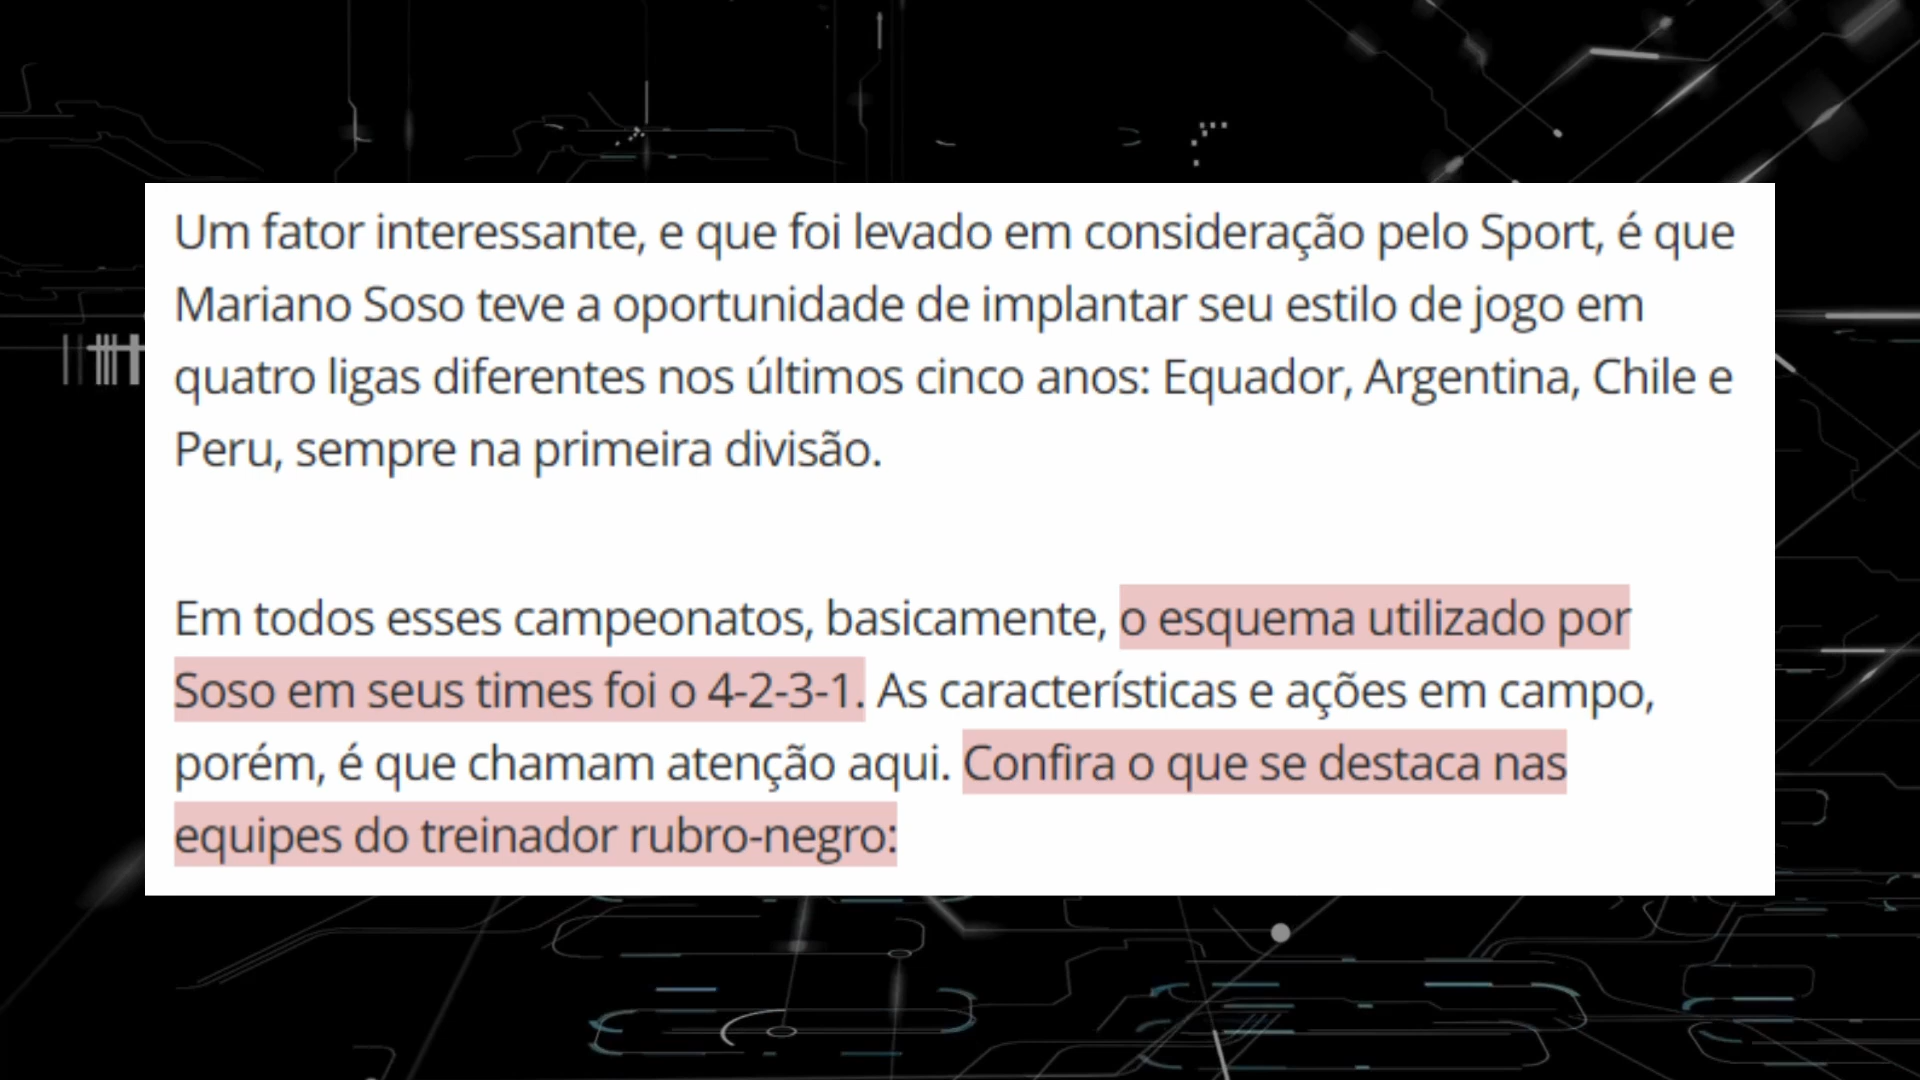 Um fator interessante, e que foi levado em consideração pelo Sport, é que
Mariano Soso teve a oportunidade de implantar seu estilo de jogo em
quatro ligas diferentes nos últimos cinco anos: Equador, Argentina, Chile e
Peru, sempre na primeira divisão.
Em todos esses campeonatos, basicamente, o esquema utilizado por
Soso em seus times foi o 4-2-3-1. As características e ações em campo,
porém, é que chamam atenção aqui. Confira o que se destaca nas
equipes do treinador rubro-negro: